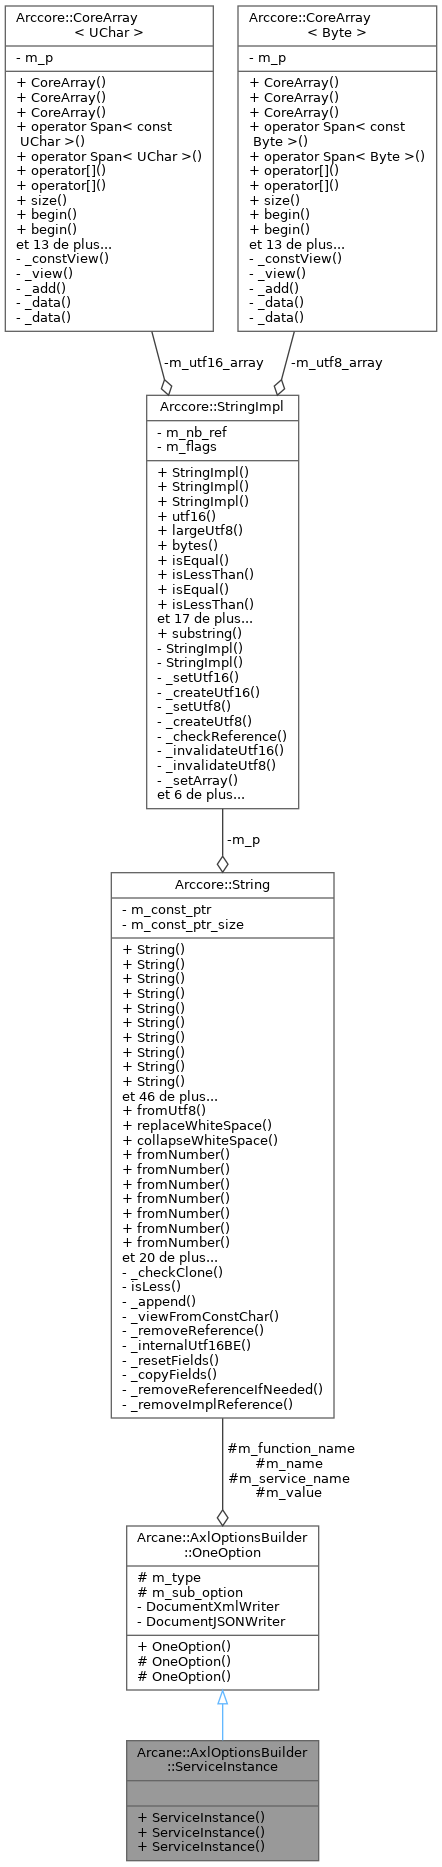 Arccore::CoreArray
< UChar >
- m_p
+ CoreArray()
+ CoreArray()
+ CoreArray()
+ operator Span< const
UChar >()
+ operator Span< UChar >()
+ operator[]()
+ operator[]()
+ size()
+ begin()
+ begin()
et 13 de plus...
- _constView()
- _view()
- _add()
- _data()
- _data()
Arccore::CoreArray
< Byte >
- m_p
+ CoreArray()
+ CoreArray()
+ CoreArray()
+ operator Span< const
Byte >()
+ operator Span< Byte >()
+ operator[]()
+ operator[]()
+ size()
+ begin()
+ begin()
et 13 de plus...
- _constView()
- _view()
- _add()
- _data()
- _data()
-m_utf16_array
-m_utf8_array
Arccore::StringImpl
- m_nb_ref
- m_flags
+ StringImpl()
+ StringImpl()
+ StringImpl()
+ utf16()
+ largeUtf8()
+ bytes()
+ isEqual()
+ isLessThan()
+ isEqual()
+ isLessThan()
et 17 de plus...
+ substring()
- StringImpl()
- StringImpl()
- _setUtf16()
- _createUtf16()
- _setUtf8()
- _createUtf8()
- _checkReference()
- _invalidateUtf16()
- _invalidateUtf8()
- _setArray()
et 6 de plus...
-m_p
Arccore::String
- m_const_ptr
- m_const_ptr_size
+ String()
+ String()
+ String()
+ String()
+ String()
+ String()
+ String()
+ String()
+ String()
+ String()
et 46 de plus...
+ fromUtf8()
+ replaceWhiteSpace()
+ collapseWhiteSpace()
+ fromNumber()
+ fromNumber()
+ fromNumber()
+ fromNumber()
+ fromNumber()
+ fromNumber()
+ fromNumber()
et 20 de plus...
- _checkClone()
- isLess()
- _append()
- _viewFromConstChar()
- _removeReference()
- _internalUtf16BE()
- _resetFields()
- _copyFields()
- _removeReferenceIfNeeded()
- _removeImplReference()
#m_function_name
#m_name
#m_service_name
#m_value
Arcane::AxlOptionsBuilder
::OneOption
# m_type
# m_sub_option
- DocumentXmlWriter
- DocumentJSONWriter
+ OneOption()
# OneOption()
# OneOption()
Arcane::AxlOptionsBuilder
::ServiceInstance
+ ServiceInstance()
+ ServiceInstance()
+ ServiceInstance()